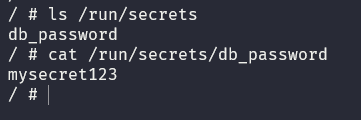 / # ls /run/secrets
db_password
/ # cat /run/secrets/db_password
mysecret123
/ #